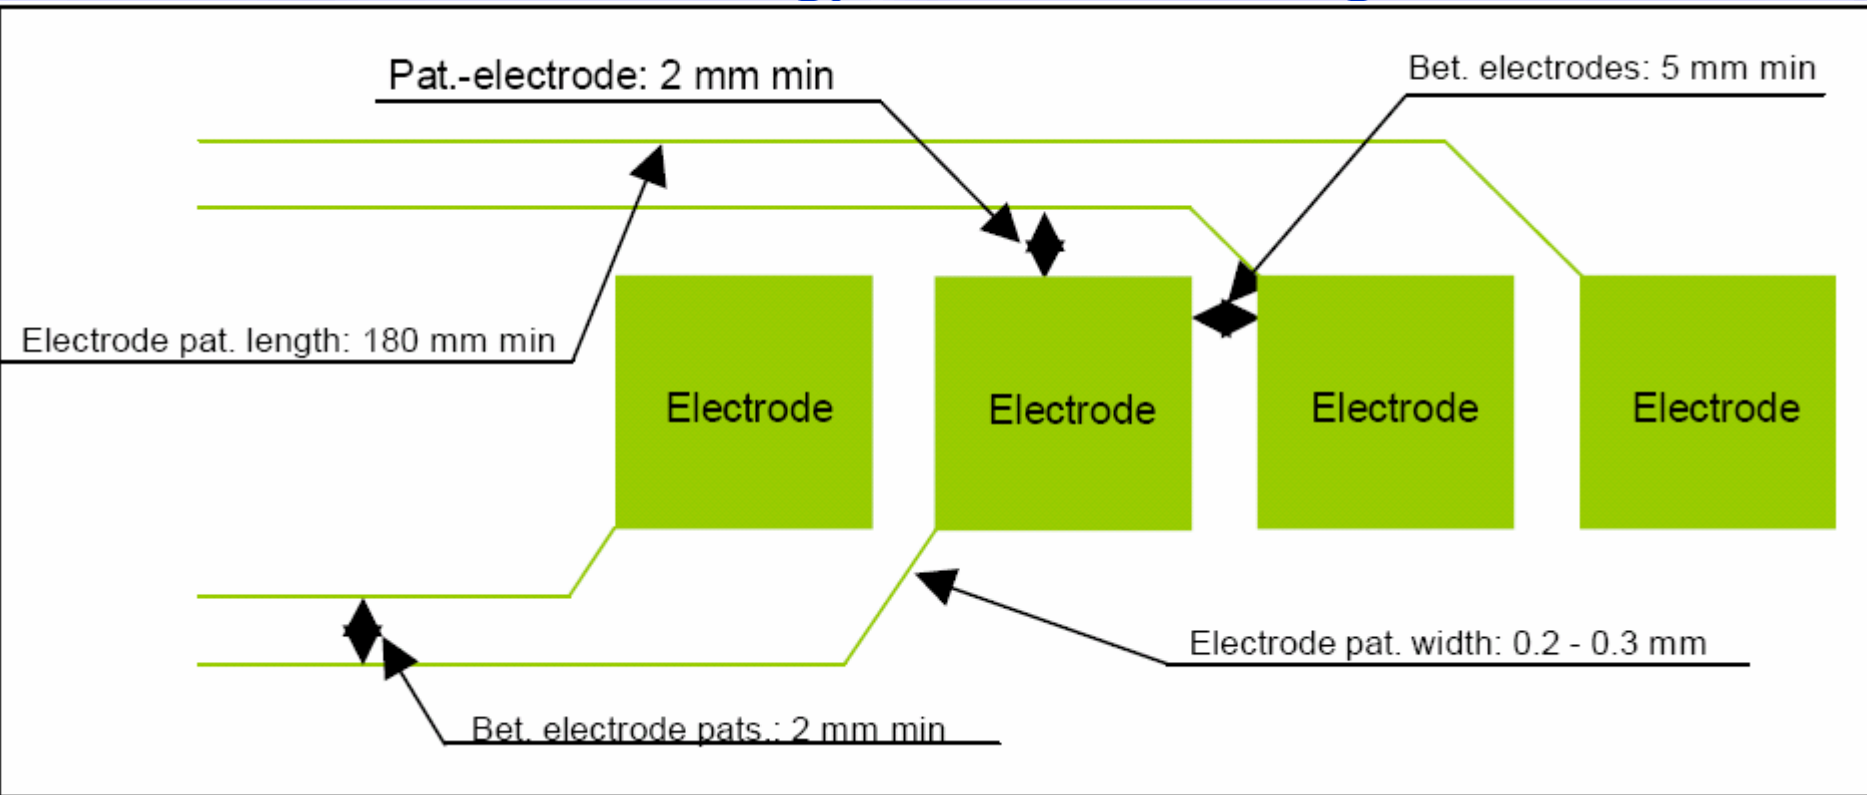 Pat.-electrode: 2 mm min
Bet. electrodes: 5 mm min
Electrode pat. length: 180 mm min
Electrode
Electrode
Electrode
Electrode
Electrode pat. width: 0.2 - 0.3 mm
Bet. electrode pats.: 2 mm min